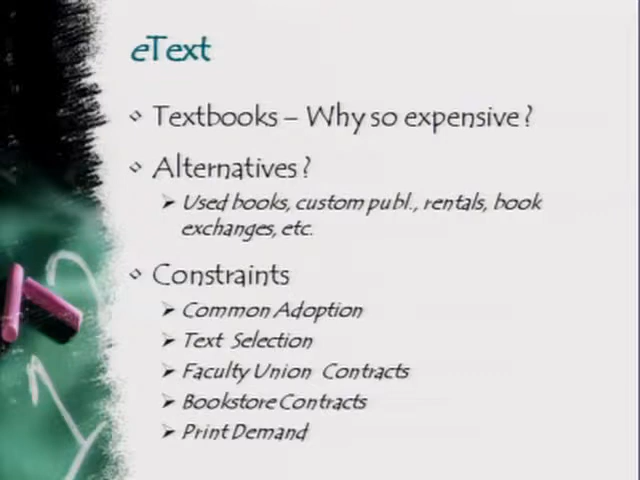 eText
Textbooks – Why so expensive?
Alternatives?
Used books, custom publ., rentals, book
exchanges, etc.
Constraints
Common Adoption
Text Selection
Faculty Union Contracts
Bookstore Contracts
Print Demand